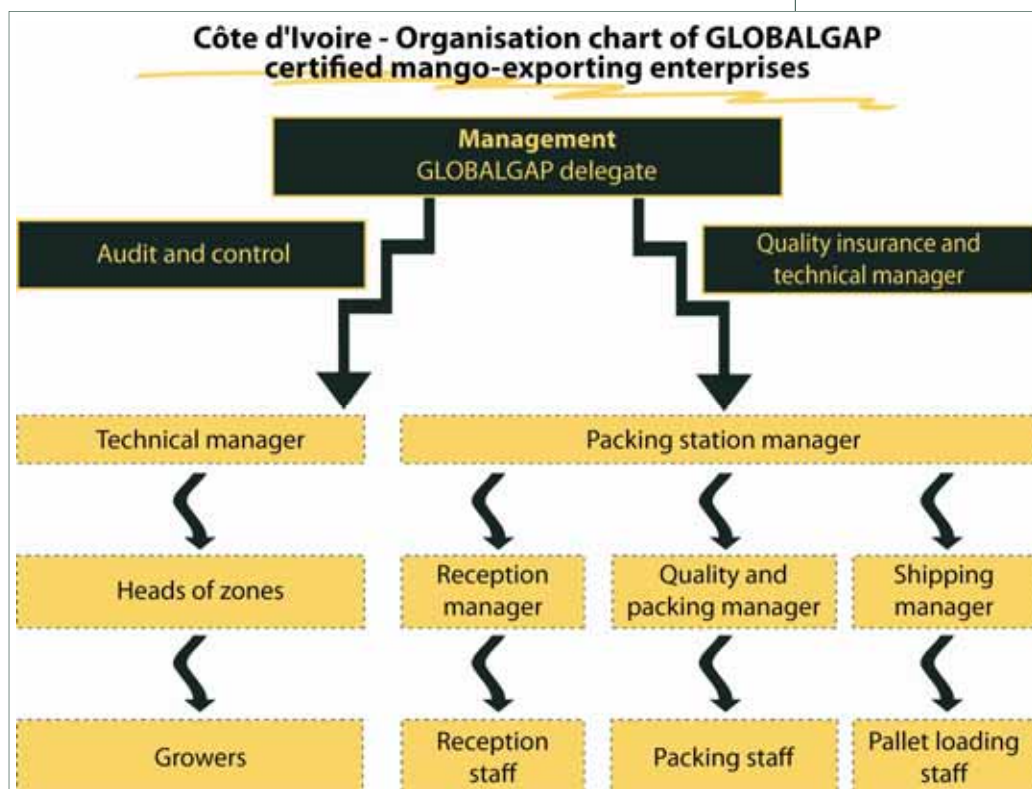 Côte d'Ivoire - Organisation chart of GLOBALGAP
certified mango-exporting enterprises
Management
GLOBALGAP delegate
Audit and control
Quality insurance and
technical manager
Technical manager
Packing station manager
Heads of zones
Reception
manager
Quality and
packing manager
Shipping
manager
Growers
Reception
staff
Packing staff
Pallet loading
staff